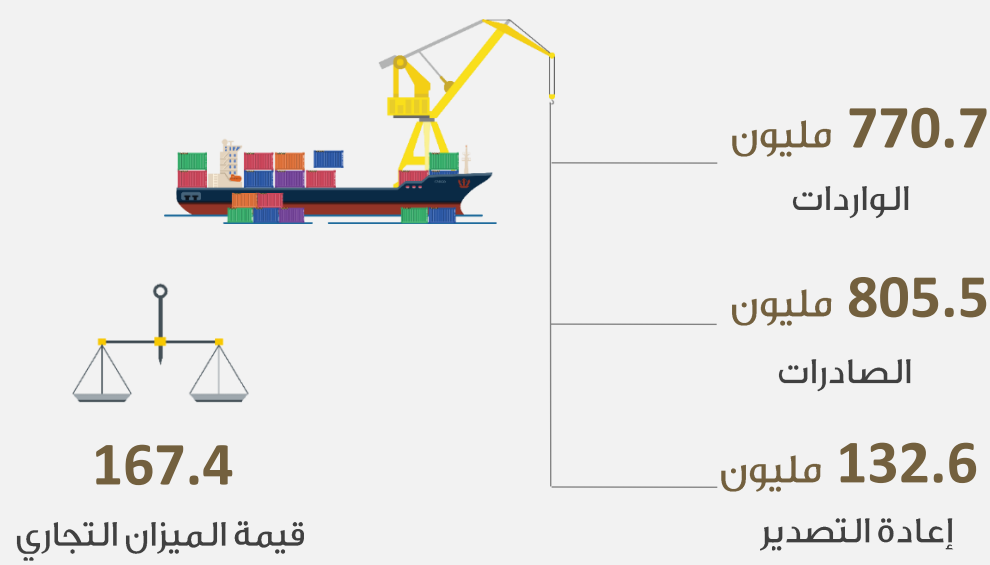 770.7 مليون
الواردات
805.5 مليون
الصادرات
132.6 مليون
إعادة التصدير
167.4
قيمة الميزان التجاري